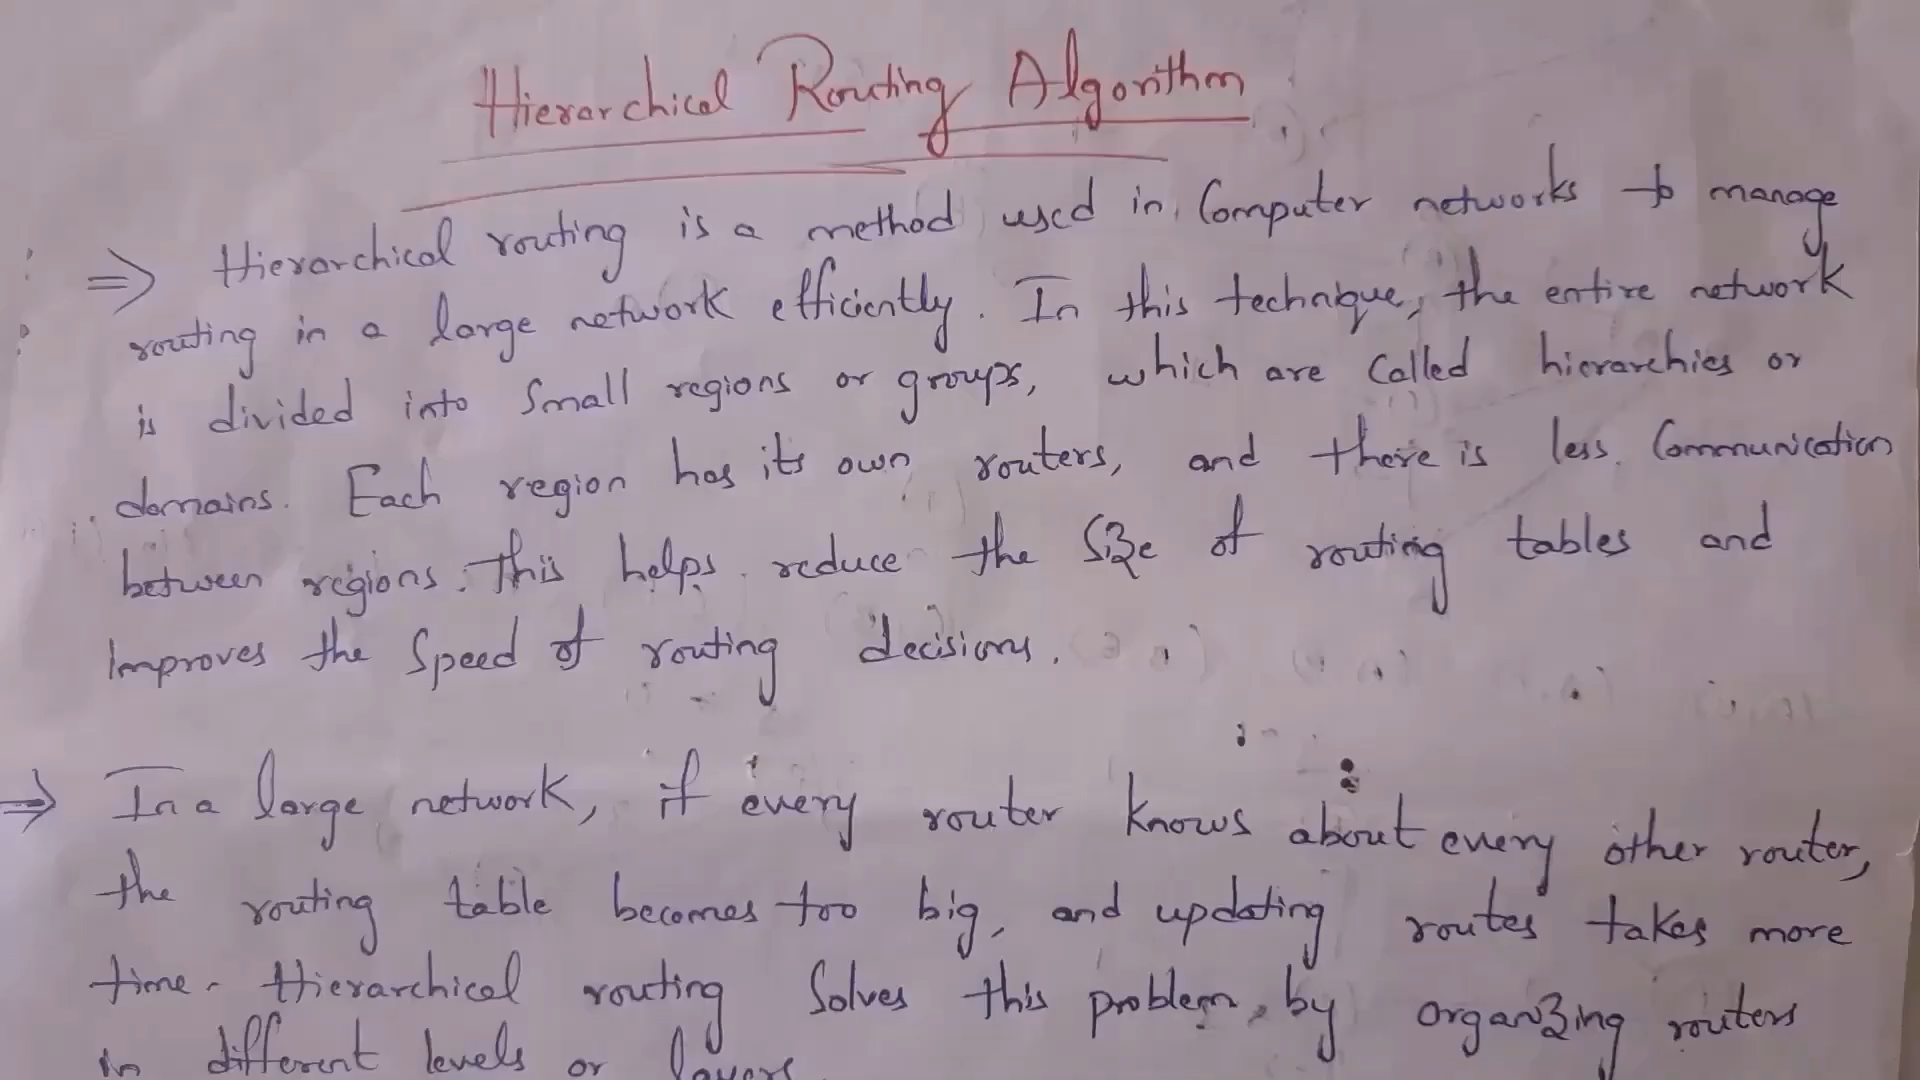 Hierarchical Routing Algorithm
⇒ Hierarchical routing is a method used in Computer networks to manage
routing in a large network efficiently. In this technique, the entire network
is divided into Small regions or groups, which are Called hierarchies or
domains. Each region has its own routers, and there is less Communication
between regions. This helps reduce the Size of routing tables and
Improves the Speed of routing decisions.
⇒ In a large network, if every router knows about every other router,
the routing table becomes too big, and updating routes takes more
time. Hierarchical routing Solves this problem by organizing routers
in different levels or layers